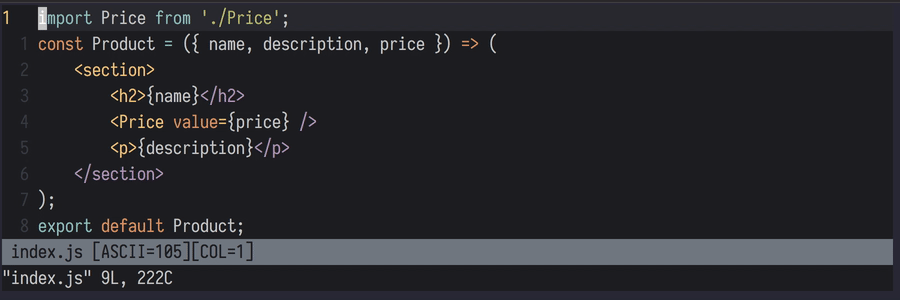 1 import Price from './Price';
1 const Product = ({ name, description, price }) => (
2     <section>
3         <h2>{name}</h2>
4         <Price value={price} />
5         <p>{description}</p>
6     </section>
7 );
8 export default Product;
index.js [ASCII=105][COL=1]
"index.js" 9L, 222C